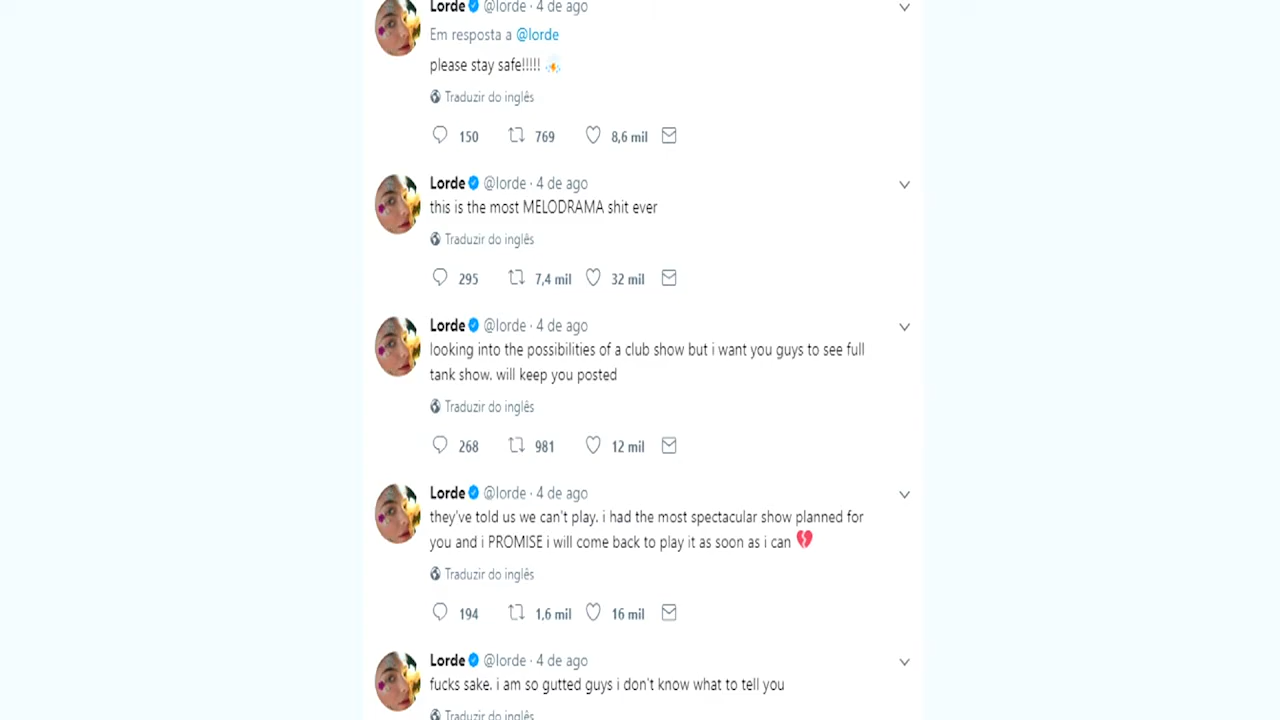 Lorde @lorde · 4 de ago
Em resposta a @lorde
please stay safe!!!!!
Traduzir do inglês
150 769 8,6 mil
Lorde @lorde · 4 de ago
this is the most MELODRAMA shit ever
Traduzir do inglês
295 7,4 mil 32 mil
Lorde @lorde · 4 de ago
looking into the possibilities of a club show but i want you guys to see full
tank show. will keep you posted
Traduzir do inglês
268 981 12 mil
Lorde @lorde · 4 de ago
they've told us we can't play. i had the most spectacular show planned for
you and i PROMISE i will come back to play it as soon as i can 💔
Traduzir do inglês
194 1,6 mil 16 mil
Lorde @lorde · 4 de ago
fucks sake. i am so gutted guys i don't know what to tell you
Traduzir do inglês